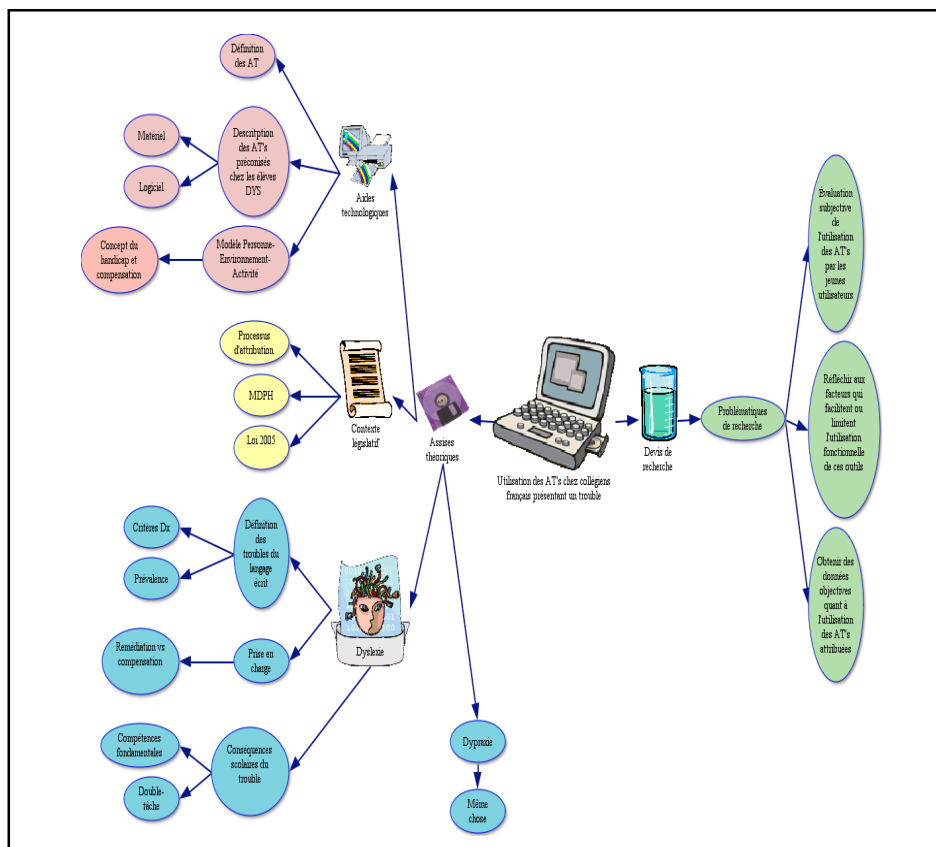 Définition
des AT
Descritption
des AT's
préconisés
chez les élèves
DYS
Matériel
Logiciel
Modèle Personne-
Environnement-
Activité
Concept du
handicap et
compensation
Aides
technologiques
Processus
d'attribution
MDPH
Loi 2005
Contexte
législatif
Assises
théoriques
Utilisation des AT's chez collégiens
français présentant un trouble
Devis de
recherche
Problématiques
de recherche
Évaluation
subjective
de
l'utilisation
des AT's
par les
jeunes
utilisateurs
Réfléchir aux
facteurs qui
facilitent ou
limitent
l'utilisation
fonctionnelle
de ces outils
Obtenir des
données
objectives
quant à
l'utilisation
des AT's
attribuées
Critères Dx
Prévalence
Définition
des
troubles du
langage
écrit
Remédiation vs
compensation
Prise en
charge
Dyslexie
Compétences
fondamentales
Double-
tâche
Conséquences
scolaires du
trouble
Dypraxie
Même
chose